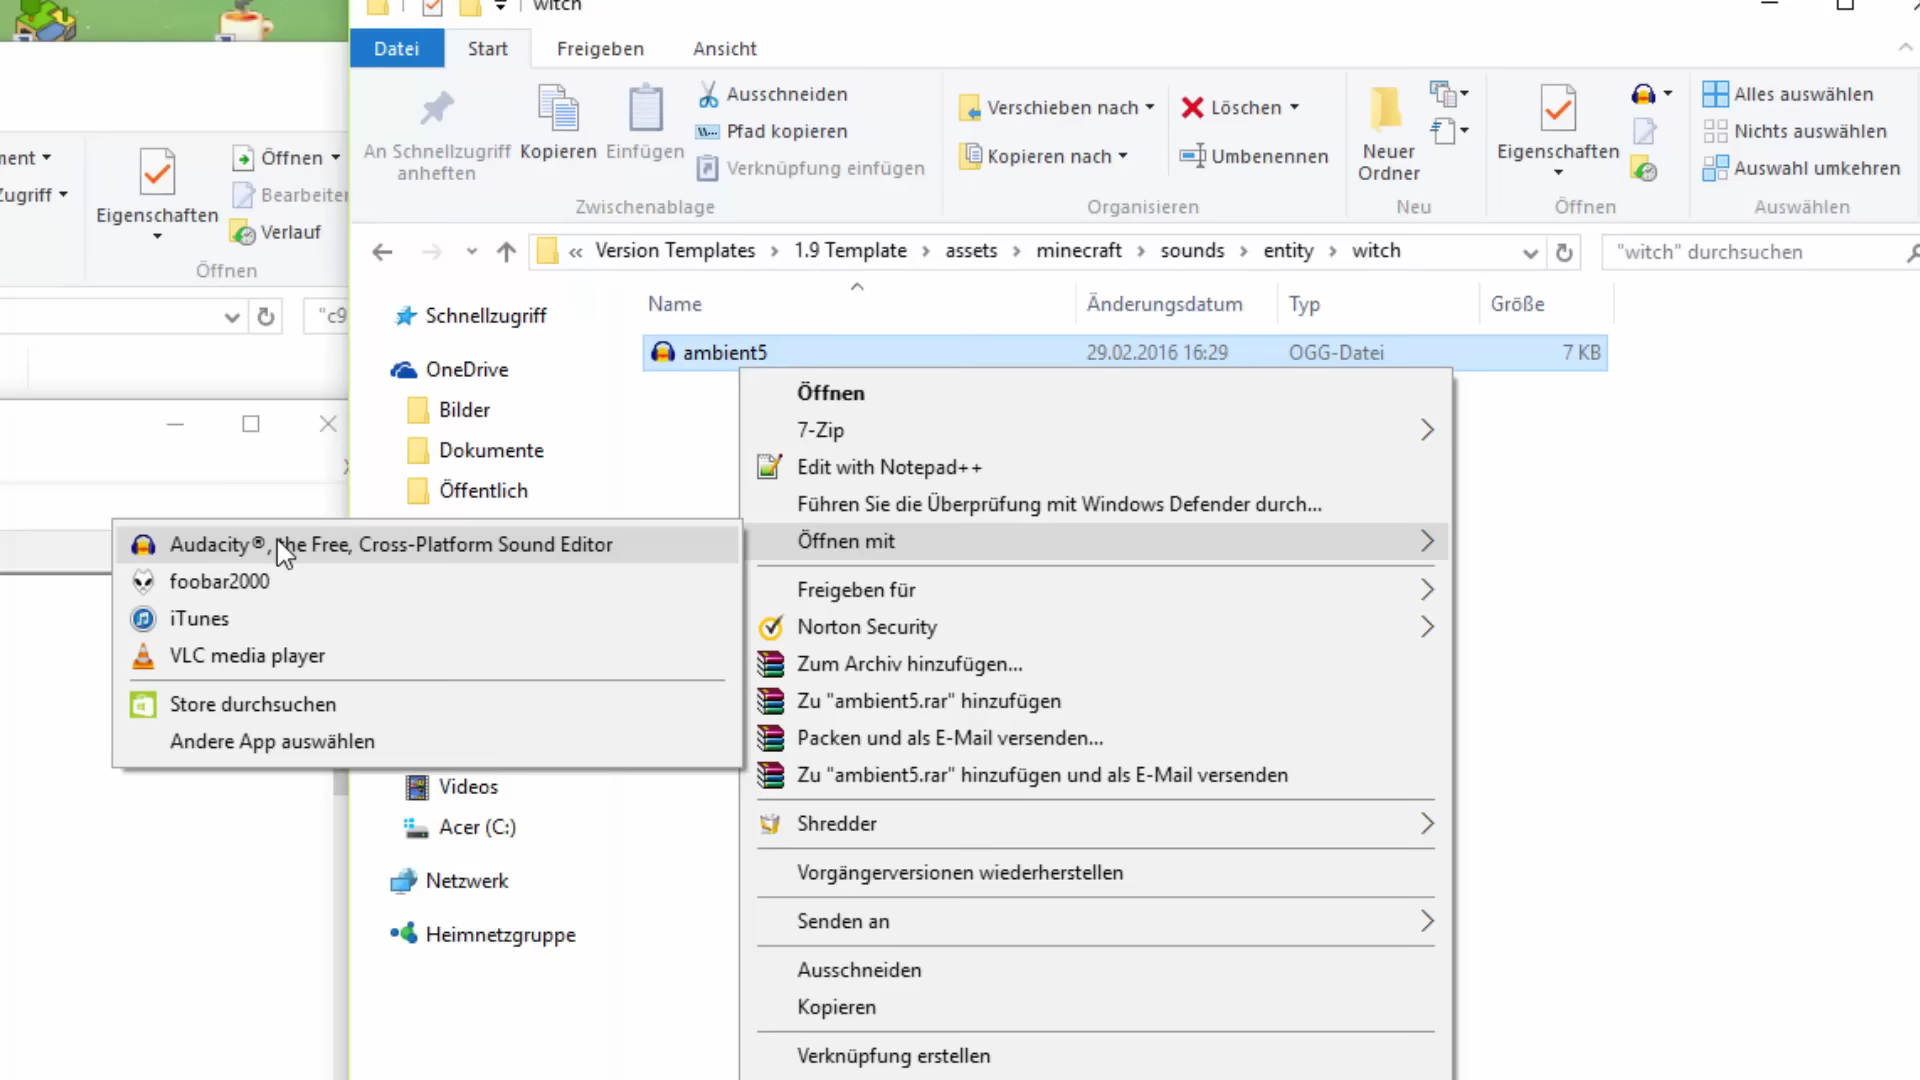 witch
Datei
Start
Freigeben
Ansicht
Ausschneiden
Pfad kopieren
Verknüpfung einfügen
An Schnellzugriff
anheften
Kopieren
Einfügen
Zwischenablage
Verschieben nach
Kopieren nach
Löschen
Umbenennen
Organisieren
Neuer
Ordner
Neu
Eigenschaften
Öffnen
Alles auswählen
Nichts auswählen
Auswahl umkehren
Auswählen
Eigenschaften
Öffnen
Verlauf
Öffnen
"c9
« Version Templates > 1.9 Template > assets > minecraft > sounds > entity > witch
"witch" durchsuchen
Name
Änderungsdatum
Typ
Größe
ambient5
29.02.2016 16:29
OGG-Datei
7 KB
Schnellzugriff
OneDrive
Bilder
Dokumente
Öffentlich
Videos
Acer (C:)
Netzwerk
Heimnetzgruppe
Öffnen
7-Zip
Edit with Notepad++
Führen Sie die Überprüfung mit Windows Defender durch...
Öffnen mit
Freigeben für
Norton Security
Zum Archiv hinzufügen...
Zu "ambient5.rar" hinzufügen
Packen und als E-Mail versenden...
Zu "ambient5.rar" hinzufügen und als E-Mail versenden
Shredder
Vorgängerversionen wiederherstellen
Senden an
Ausschneiden
Kopieren
Verknüpfung erstellen
Audacity®, the Free, Cross-Platform Sound Editor
foobar2000
iTunes
VLC media player
Store durchsuchen
Andere App auswählen